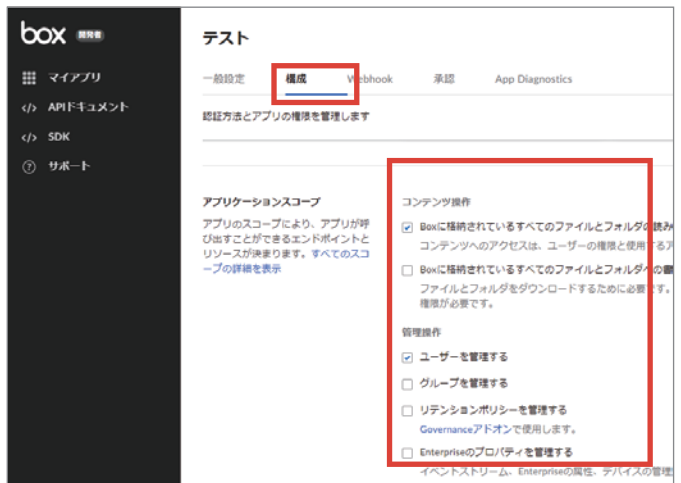 box 開発者
マイアプリ
APIドキュメント
SDK
サポート
テスト
一般設定 構成 Webhook 承認 App Diagnostics
認証方法とアプリの権限を管理します
アプリケーションスコープ
アプリのスコープにより、アプリが呼
び出すことができるエンドポイントと
リソースが決まります。すべてのスコ
ープの詳細を表示
コンテンツ操作
Boxに格納されているすべてのファイルとフォルダの読み
コンテンツへのアクセスは、ユーザーの権限と使用するア
Boxに格納されているすべてのファイルとフォルダへの書
ファイルとフォルダをダウンロードするために必要です。
権限が必要です。
管理操作
ユーザーを管理する
グループを管理する
リテンションポリシーを管理する
Governanceアドオンで使用します。
Enterpriseのプロパティを管理する
イベントストリーム、Enterpriseの属性、デバイスの管理